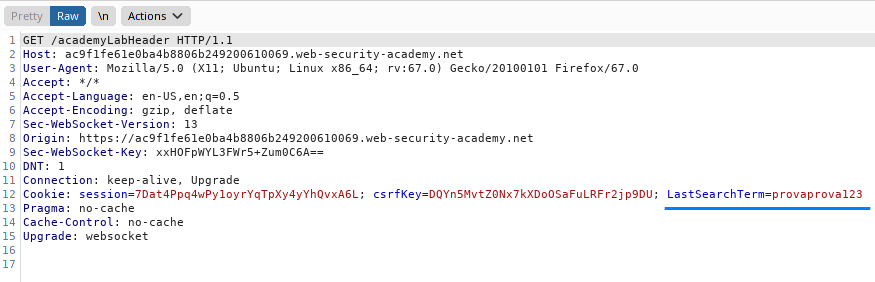 Pretty Raw \n Actions
1 GET /academyLabHeader HTTP/1.1
2 Host: ac9f1fe61e0ba4b8806b249200610069.web-security-academy.net
3 User-Agent: Mozilla/5.0 (X11; Ubuntu; Linux x86_64; rv:67.0) Gecko/20100101 Firefox/67.0
4 Accept: */*
5 Accept-Language: en-US,en;q=0.5
6 Accept-Encoding: gzip, deflate
7 Sec-WebSocket-Version: 13
8 Origin: https://ac9f1fe61e0ba4b8806b249200610069.web-security-academy.net
9 Sec-WebSocket-Key: xxHOFpWYL3FWr5+Zum0C6A==
10 DNT: 1
11 Connection: keep-alive, Upgrade
12 Cookie: session=7Dat4Ppq4wPy1oyrYqTpXy4yYhQvxA6L; csrfKey=DQYn5MvtZ0Nx7kXDoOSaFuLRFr2jp9DU; LastSearchTerm=provaprova123
13 Pragma: no-cache
14 Cache-Control: no-cache
15 Upgrade: websocket
16
17